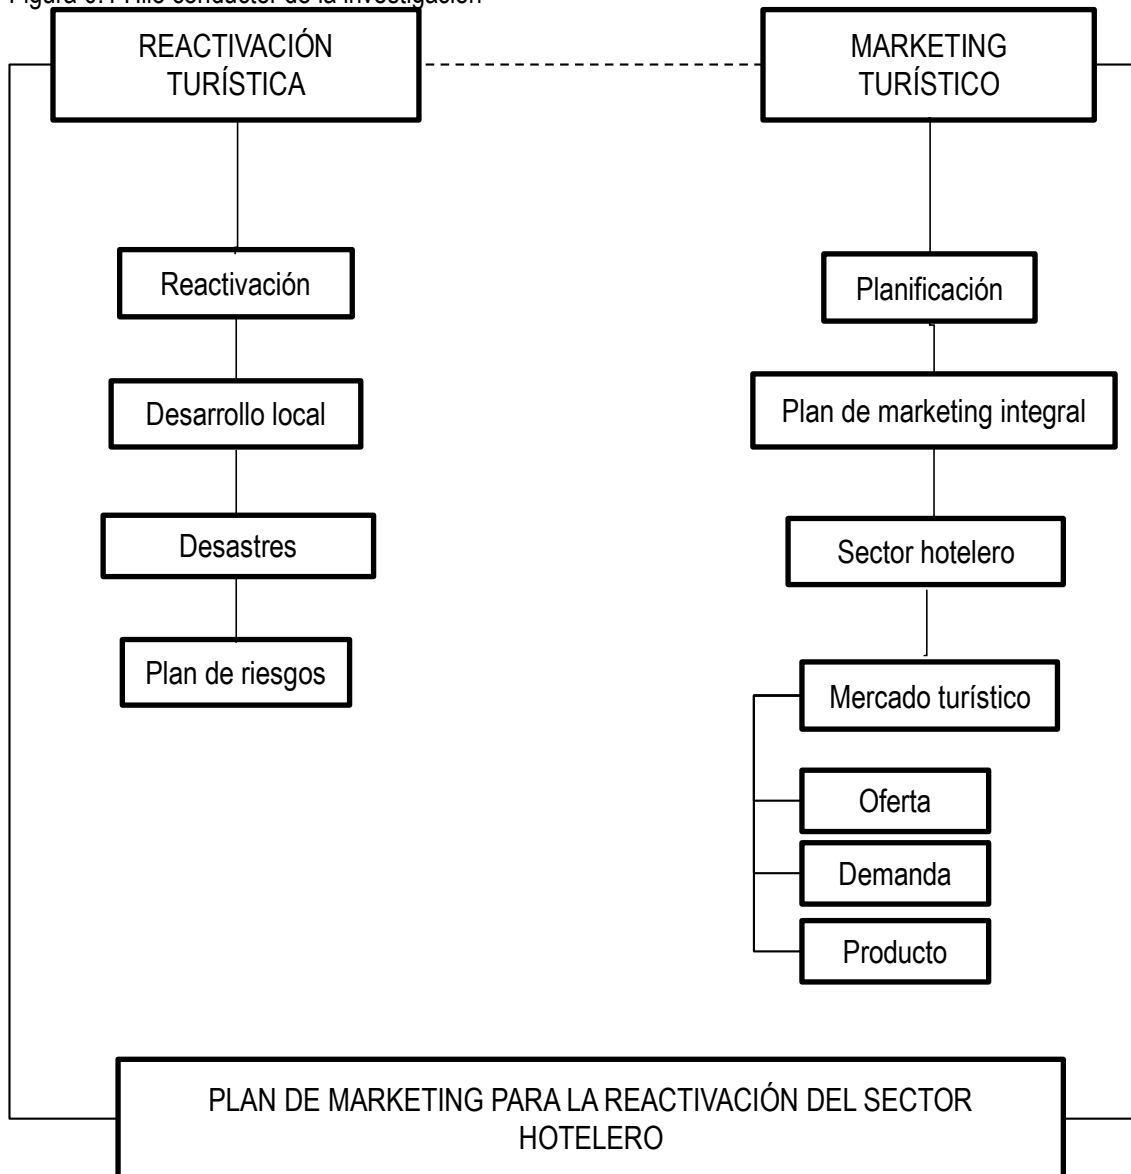 REACTIVACIÓN
TURÍSTICA
MARKETING
TURÍSTICO
Reactivación
Desarrollo local
Desastres
Plan de riesgos
Planificación
Plan de marketing integral
Sector hotelero
Mercado turístico
Oferta
Demanda
Producto
PLAN DE MARKETING PARA LA REACTIVACIÓN DEL SECTOR
HOTELERO